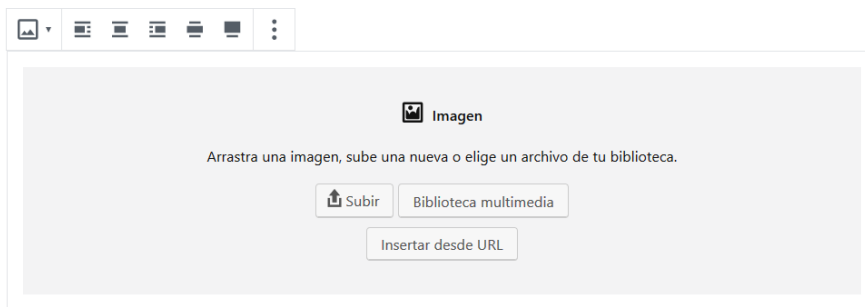 Imagen
Arrastra una imagen, sube una nueva o elige un archivo de tu biblioteca.
Subir
Biblioteca multimedia
Insertar desde URL